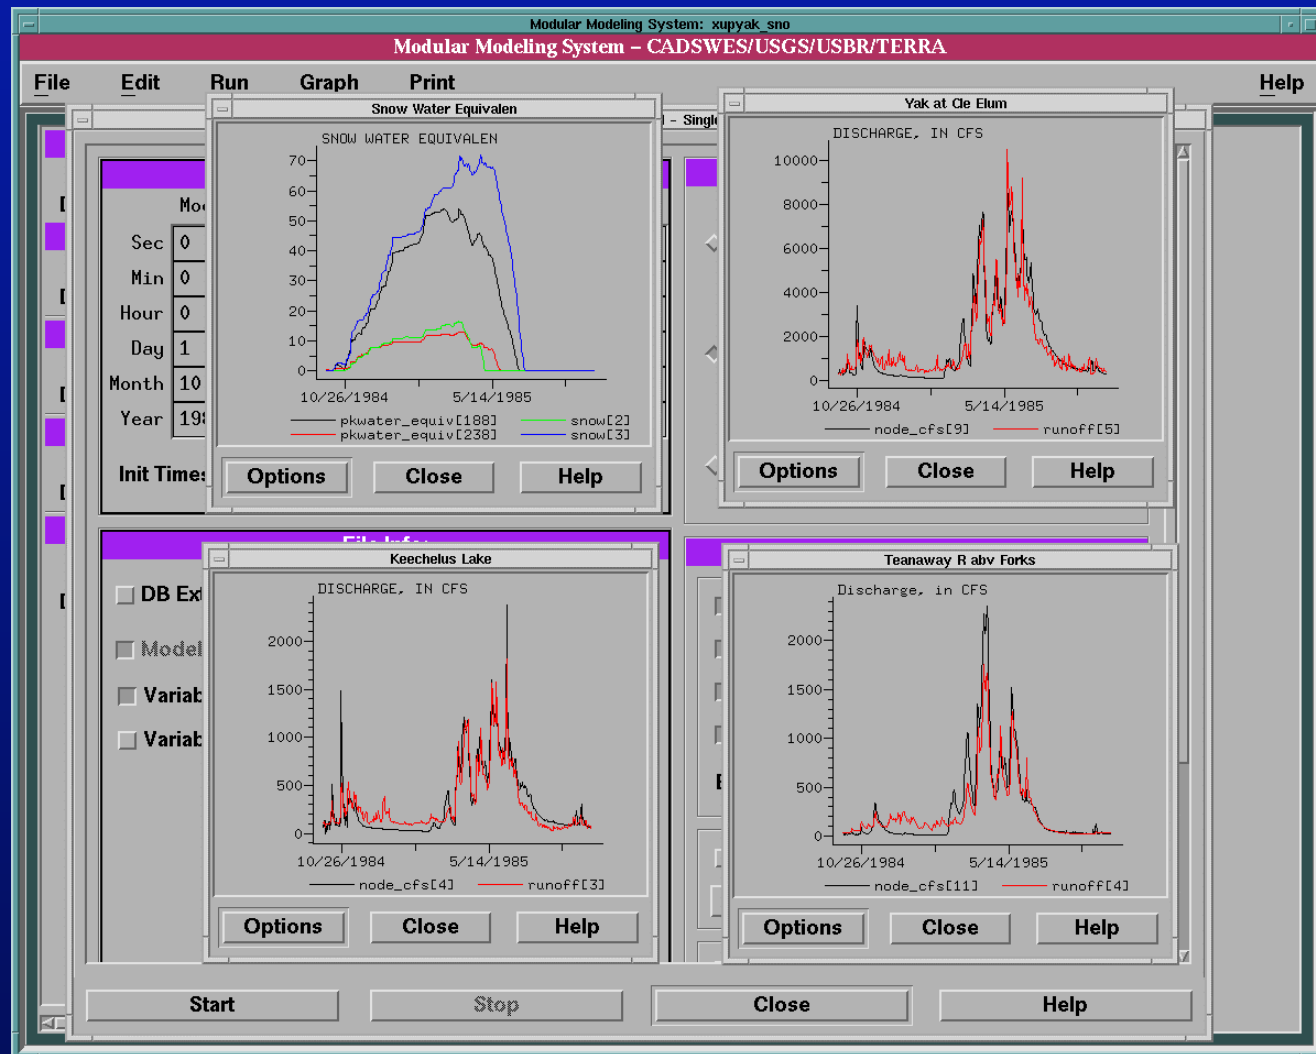 Modular Modeling System: xupyak_sno
Modular Modeling System – CADSWES/USGS/USBR/TERRA
File Edit Run Graph Print Help
Snow Water Equivalen
SNOW WATER EQUIVALEN
70
60
50
40
30
20
10
0
10/26/1984 5/14/1985
pkwater_equiv[188] snow[2]
pkwater_equiv[238] snow[3]
Options Close Help
Yak at Cle Elum
DISCHARGE, IN CFS
10000
8000
6000
4000
2000
0
10/26/1984 5/14/1985
node_cfs[9] runoff[5]
Options Close Help
Sec 0
Min 0
Hour 0
Day 1
Month 10
Year 198
Init Times
Keechelus Lake
DISCHARGE, IN CFS
2000
1500
1000
500
0
10/26/1984 5/14/1985
node_cfs[4] runoff[3]
Options Close Help
Teanaway R abv Forks
Discharge, in CFS
2000
1500
1000
500
0
10/26/1984 5/14/1985
node_cfs[11] runoff[4]
Options Close Help
DB Ext
Model
Variab
Variab
Start Stop Close Help